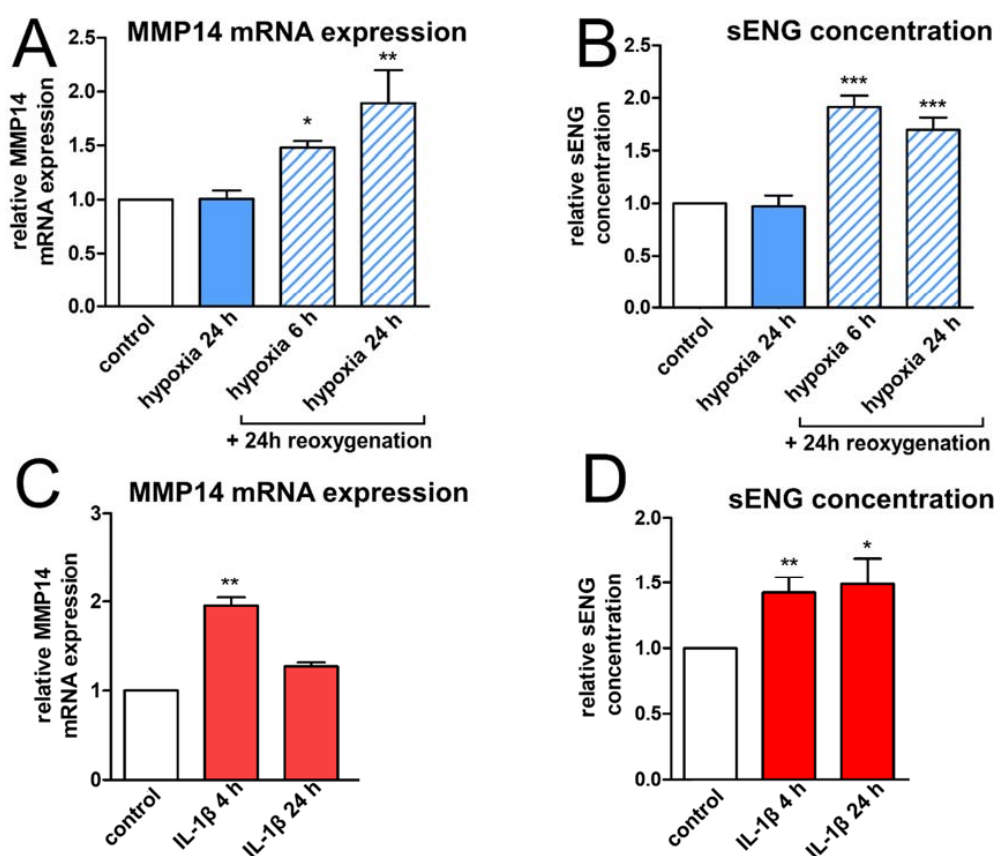 A
MMP14 mRNA expression
relative MMP14
mRNA expression
2.5
2.0
1.5
1.0
0.5
0.0
*
**
control
hypoxia 24 h
hypoxia 6 h
hypoxia 24 h
+ 24h reoxygenation
B
sENG concentration
relative sENG
concentration
2.5
2.0
1.5
1.0
0.5
0.0
***
***
control
hypoxia 24 h
hypoxia 6 h
hypoxia 24 h
+ 24h reoxygenation
C
MMP14 mRNA expression
relative MMP14
mRNA expression
3
2
1
0
**
control
IL-1β 4 h
IL-1β 24 h
D
sENG concentration
relative sENG
concentration
2.0
1.5
1.0
0.5
0.0
**
*
control
IL-1β 4 h
IL-1β 24 h